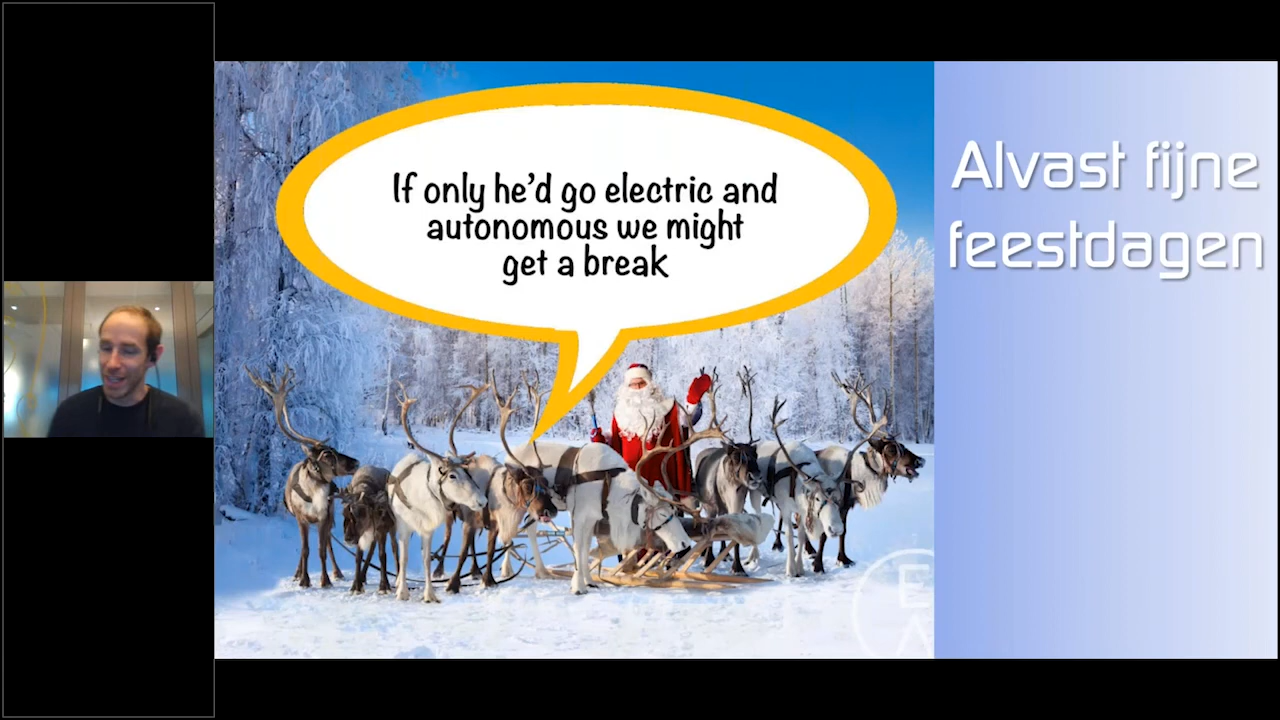 If only he'd go electric and
autonomous we might
get a break
Alvast fijne
feestdagen
E
A